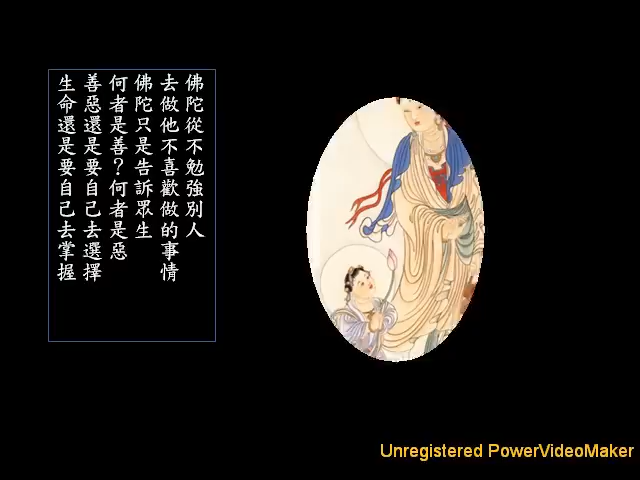 佛陀從不勉強別人
去做他不喜歡做的事情
佛陀只是告訴眾生
何者是善？何者是惡
善惡還是要自己去選擇
生命還是要自己去掌握
Unregistered PowerVideoMaker